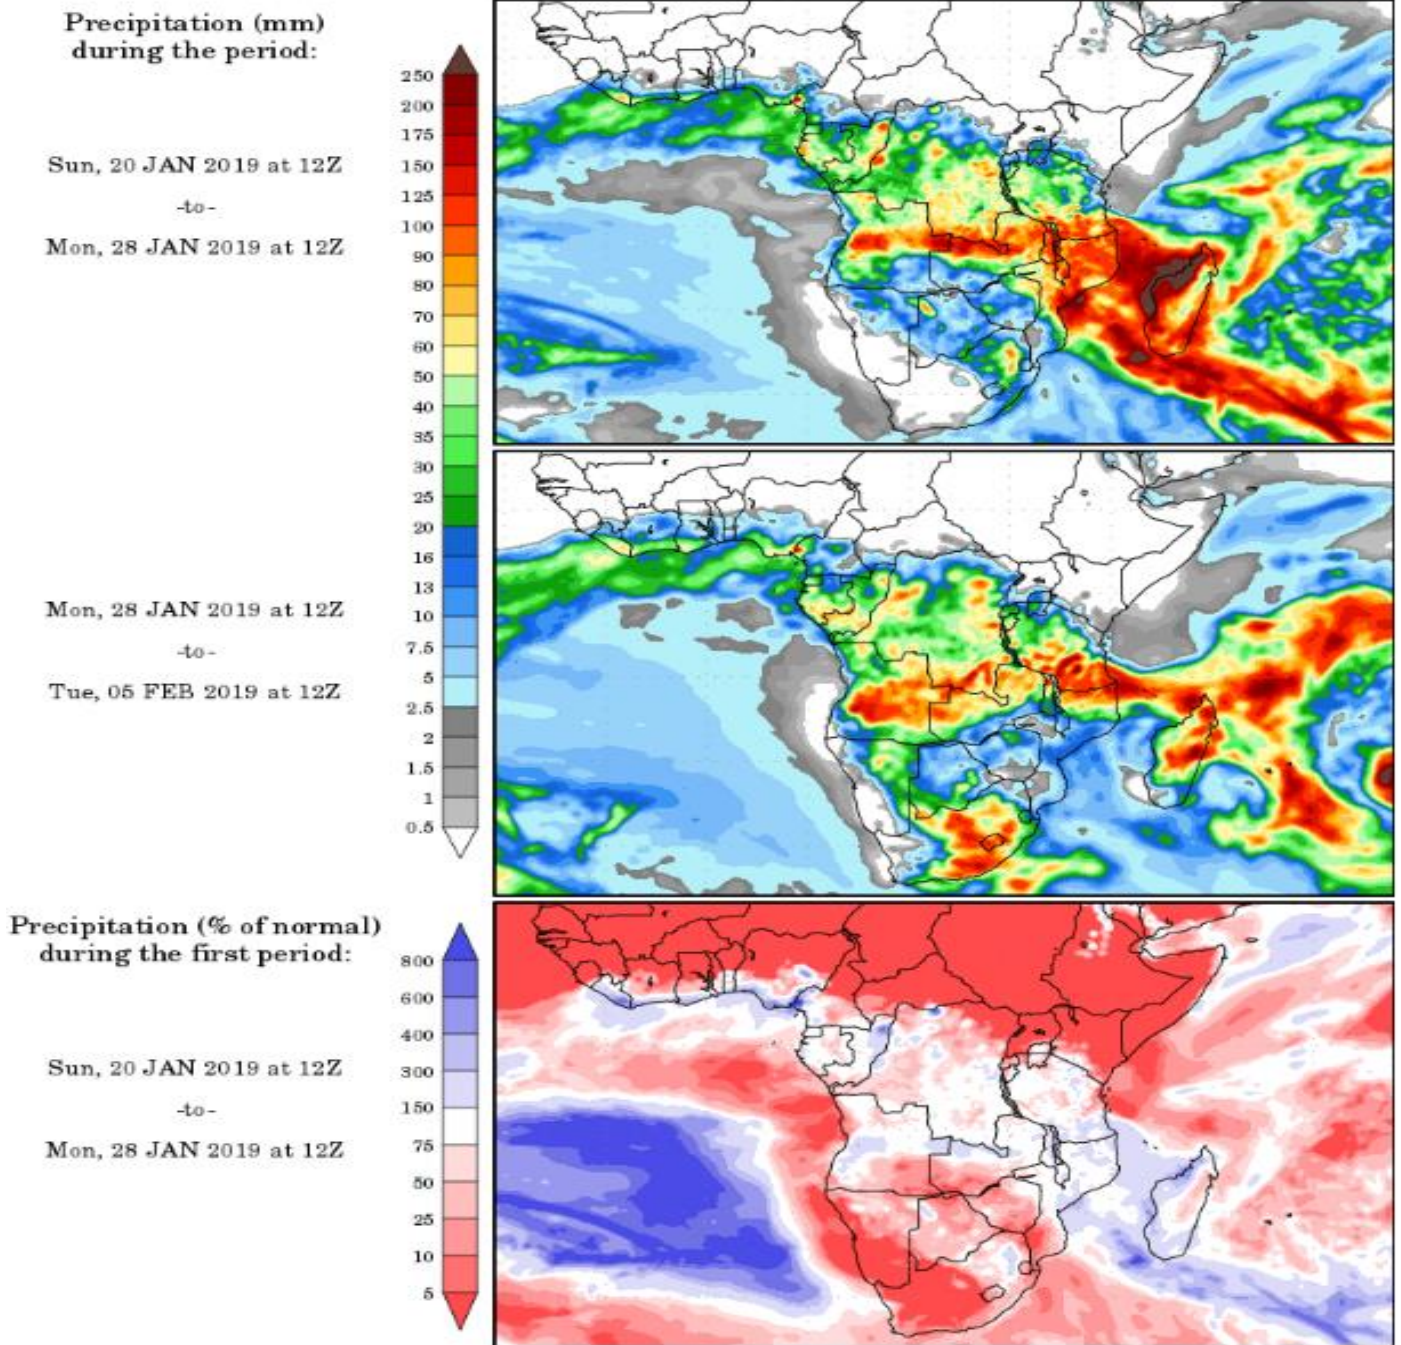 Precipitation (mm)
during the period:
Sun, 20 JAN 2019 at 12Z
-to-
Mon, 28 JAN 2019 at 12Z
250
200
175
150
125
100
90
80
70
60
50
40
35
30
25
20
16
13
10
7.5
5
2.5
2
1.5
1
0.5
Mon, 28 JAN 2019 at 12Z
-to-
Tue, 05 FEB 2019 at 12Z
Precipitation (% of normal)
during the first period:
Sun, 20 JAN 2019 at 12Z
-to-
Mon, 28 JAN 2019 at 12Z
800
600
400
300
150
75
50
25
10
5